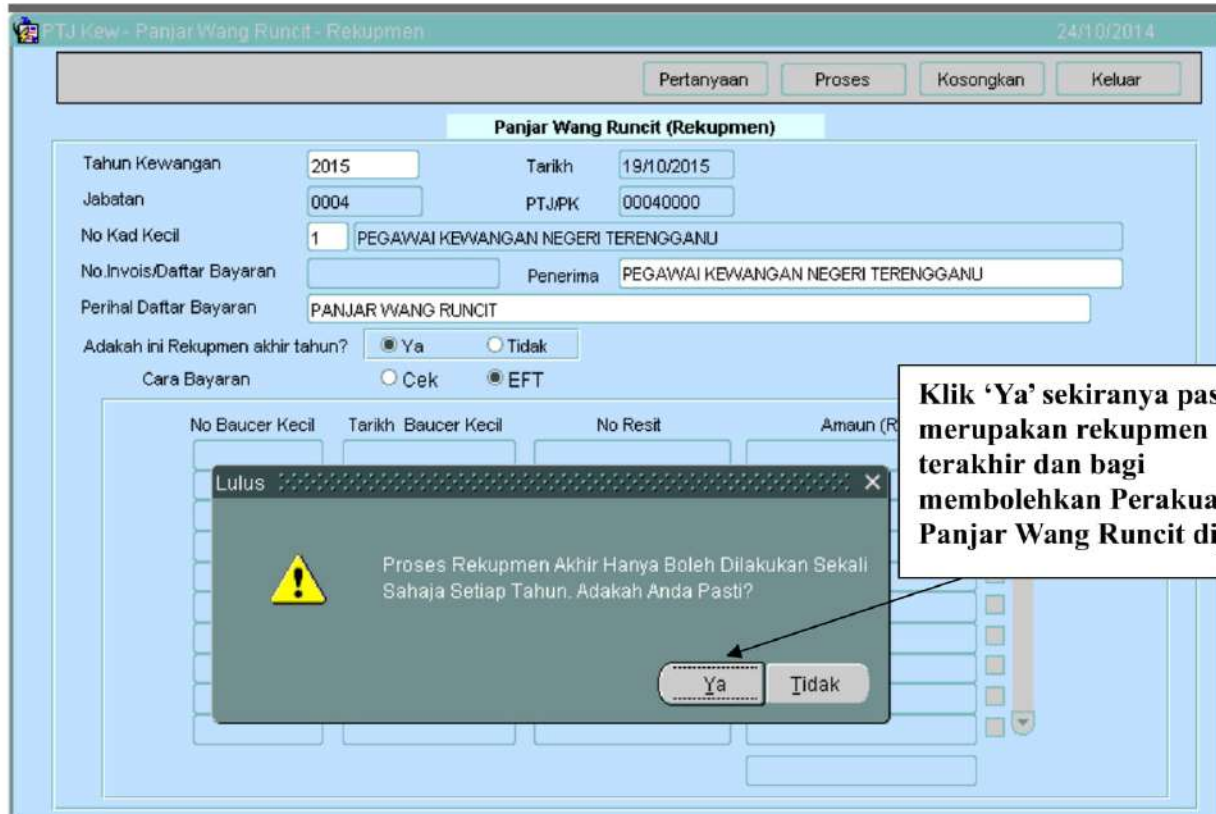 PTJ Kew - Panjar Wang Runcit - Rekupmen 24/10/2014
Pertanyaan Proses Kosongkan Keluar
Panjar Wang Runcit (Rekupmen)
Tahun Kewangan 2015 Tarikh 19/10/2015
Jabatan 0004 PTJ/PK 00040000
No Kad Kecil 1 PEGAWAI KEWANGAN NEGERI TERENGGANU
No.Invois/Daftar Bayaran Penerima PEGAWAI KEWANGAN NEGERI TERENGGANU
Perihal Daftar Bayaran PANJAR WANG RUNCIT
Adakah ini Rekupmen akhir tahun? Ya Tidak
Cara Bayaran Cek EFT
No Baucer Kecil Tarikh Baucer Kecil No Resit Amaun (R
Klik ‘Ya’ sekiranya pas
merupakan rekupmen
terakhir dan bagi
membolehkan Perakua
Panjar Wang Runcit di
Lulus
Proses Rekupmen Akhir Hanya Boleh Dilakukan Sekali
Sahaja Setiap Tahun. Adakah Anda Pasti?
Ya Tidak